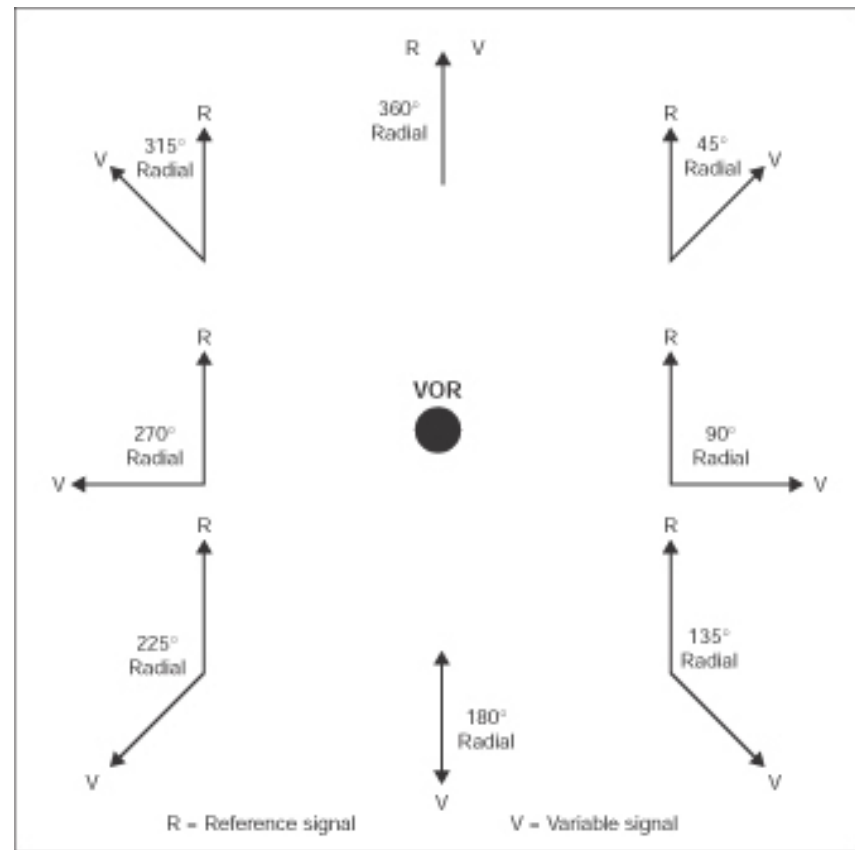 R V
360°
Radial
R
315°
Radial
V
R
45°
Radial
V
R
270°
Radial
V
VOR
R
90°
Radial
V
R
225°
Radial
V
180°
Radial
V
R
135°
Radial
V
R = Reference signal
V = Variable signal